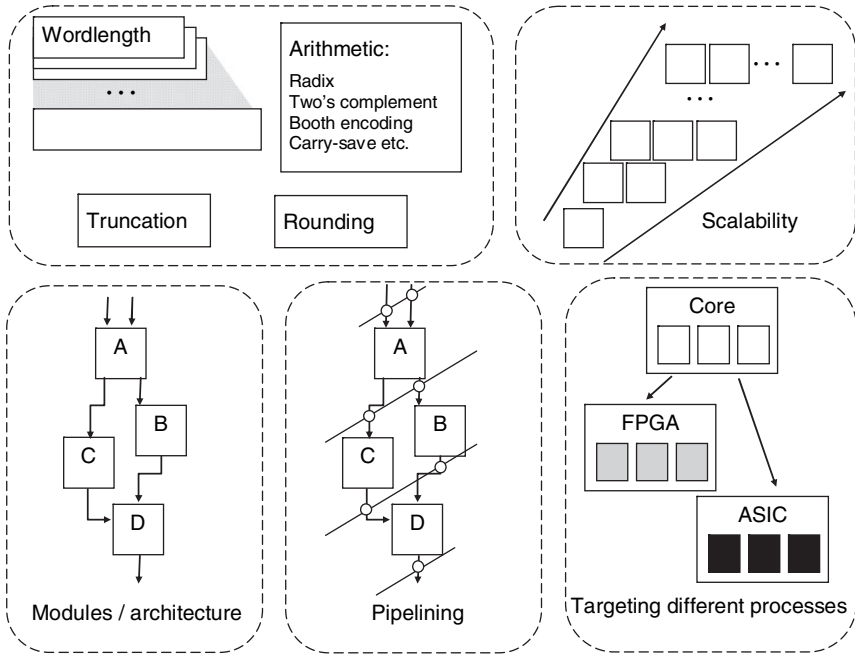 Wordlength
. . .
Arithmetic:
Radix
Two's complement
Booth encoding
Carry-save etc.
Truncation
Rounding
. . .
. . .
Scalability
A
B
C
D
Modules / architecture
A
B
C
D
Pipelining
Core
FPGA
ASIC
Targeting different processes